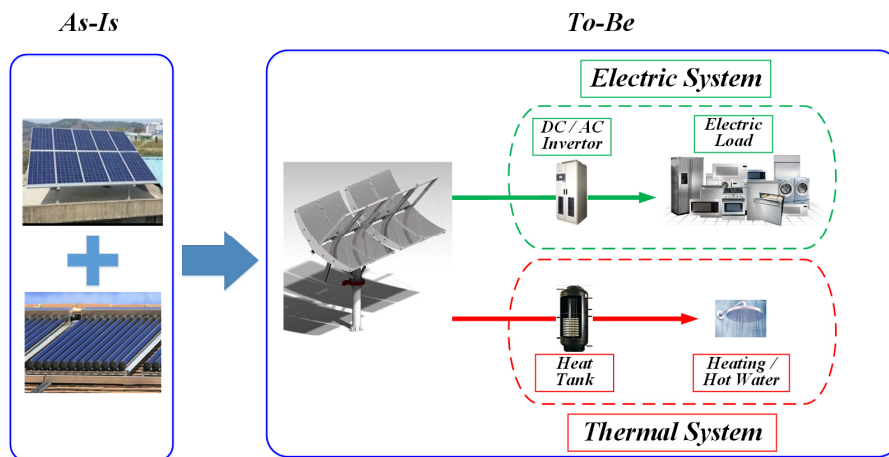 As-Is
To-Be
Electric System
DC / AC
Invertor
Electric
Load
Heat
Tank
Heating /
Hot Water
Thermal System